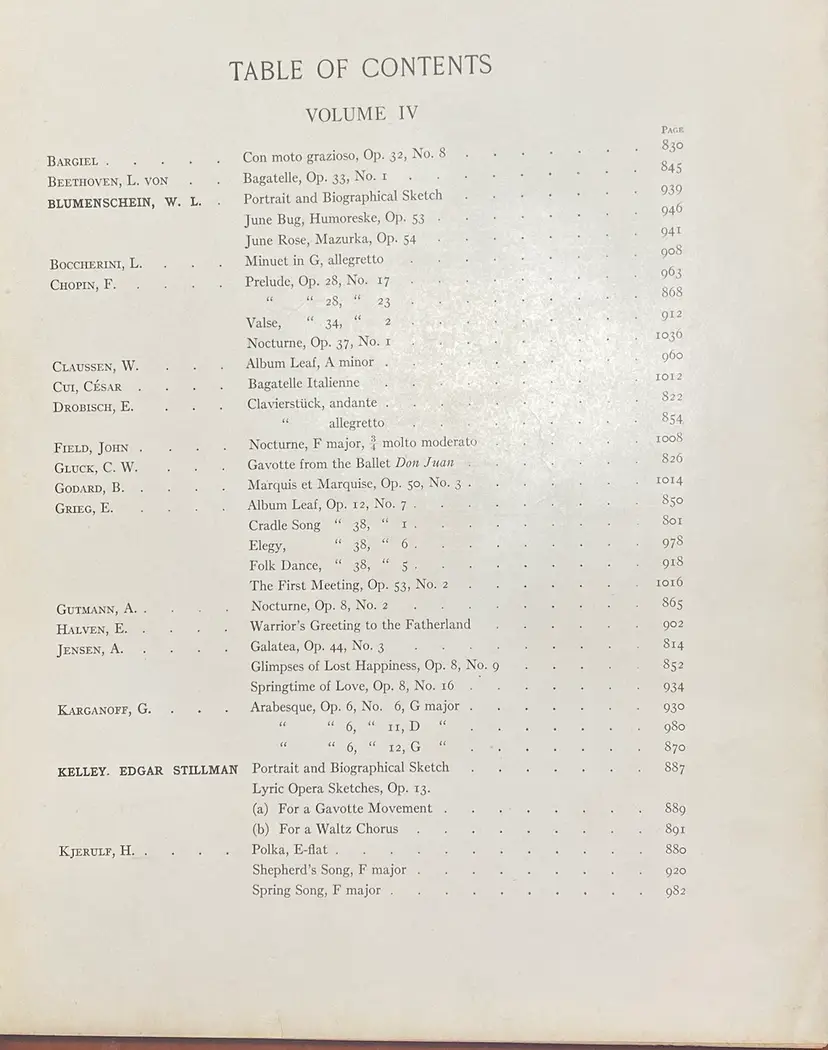 TABLE OF CONTENTS
VOLUME IV
PAGE
BARGIEL . . . . . Con moto grazioso, Op. 32, No. 8 . . . . . . . 830
BEETHOVEN, L. VON . . Bagatelle, Op. 33, No. 1 . . . . . . . . 845
BLUMENSCHEIN, W. L. . Portrait and Biographical Sketch . . . . . . . 939
June Bug, Humoreske, Op. 53 . . . . . . . . 946
June Rose, Mazurka, Op. 54 . . . . . . . . 941
BOCCHERINI, L. . . . Minuet in G, allegretto . . . . . . . . 908
CHOPIN, F. . . . . Prelude, Op. 28, No. 17 . . . . . . . . 963
“ “ 28, “ 23 . . . . . . . . 868
Valse, “ 34, “ 2 . . . . . . . . 912
Nocturne, Op. 37, No. 1 . . . . . . . . 1036
CLAUSSEN, W. . . . Album Leaf, A minor . . . . . . . . . 960
CUI, CÉSAR . . . . Bagatelle Italienne . . . . . . . . . 1012
DROBISCH, E. . . . Clavierstück, andante . . . . . . . . . 822
“ allegretto . . . . . . . . 854
FIELD, JOHN . . . . Nocturne, F major, 3/4 molto moderato . . . . . . 1008
GLUCK, C. W. . . . Gavotte from the Ballet Don Juan . . . . . . . 826
GODARD, B. . . . . Marquis et Marquise, Op. 50, No. 3 . . . . . . . 1014
GRIEG, E. . . . . Album Leaf, Op. 12, No. 7 . . . . . . . . 850
Cradle Song “ 38, “ 1 . . . . . . . . 801
Elegy, “ 38, “ 6 . . . . . . . . 978
Folk Dance, “ 38, “ 5 . . . . . . . . 918
The First Meeting, Op. 53, No. 2 . . . . . . . 1016
GUTMANN, A. . . . . Nocturne, Op. 8, No. 2 . . . . . . . . 865
HALVEN, E. . . . . Warrior's Greeting to the Fatherland . . . . . . 902
JENSEN, A. . . . . Galatea, Op. 44, No. 3 . . . . . . . . 814
Glimpses of Lost Happiness, Op. 8, No. 9 . . . . . 852
Springtime of Love, Op. 8, No. 16 . . . . . . . 934
KARGANOFF, G. . . . Arabesque, Op. 6, No. 6, G major . . . . . . . 930
“ “ 6, “ 11, D “ . . . . . . . 980
“ “ 6, “ 12, G “ . . . . . . . 870
KELLEY. EDGAR STILLMAN Portrait and Biographical Sketch . . . . . . . 887
Lyric Opera Sketches, Op. 13.
(a) For a Gavotte Movement . . . . . . . . 889
(b) For a Waltz Chorus . . . . . . . . . 891
KJERULF, H. . . . . Polka, E-flat . . . . . . . . . . . . 880
Shepherd's Song, F major . . . . . . . . . 920
Spring Song, F major . . . . . . . . . . 982